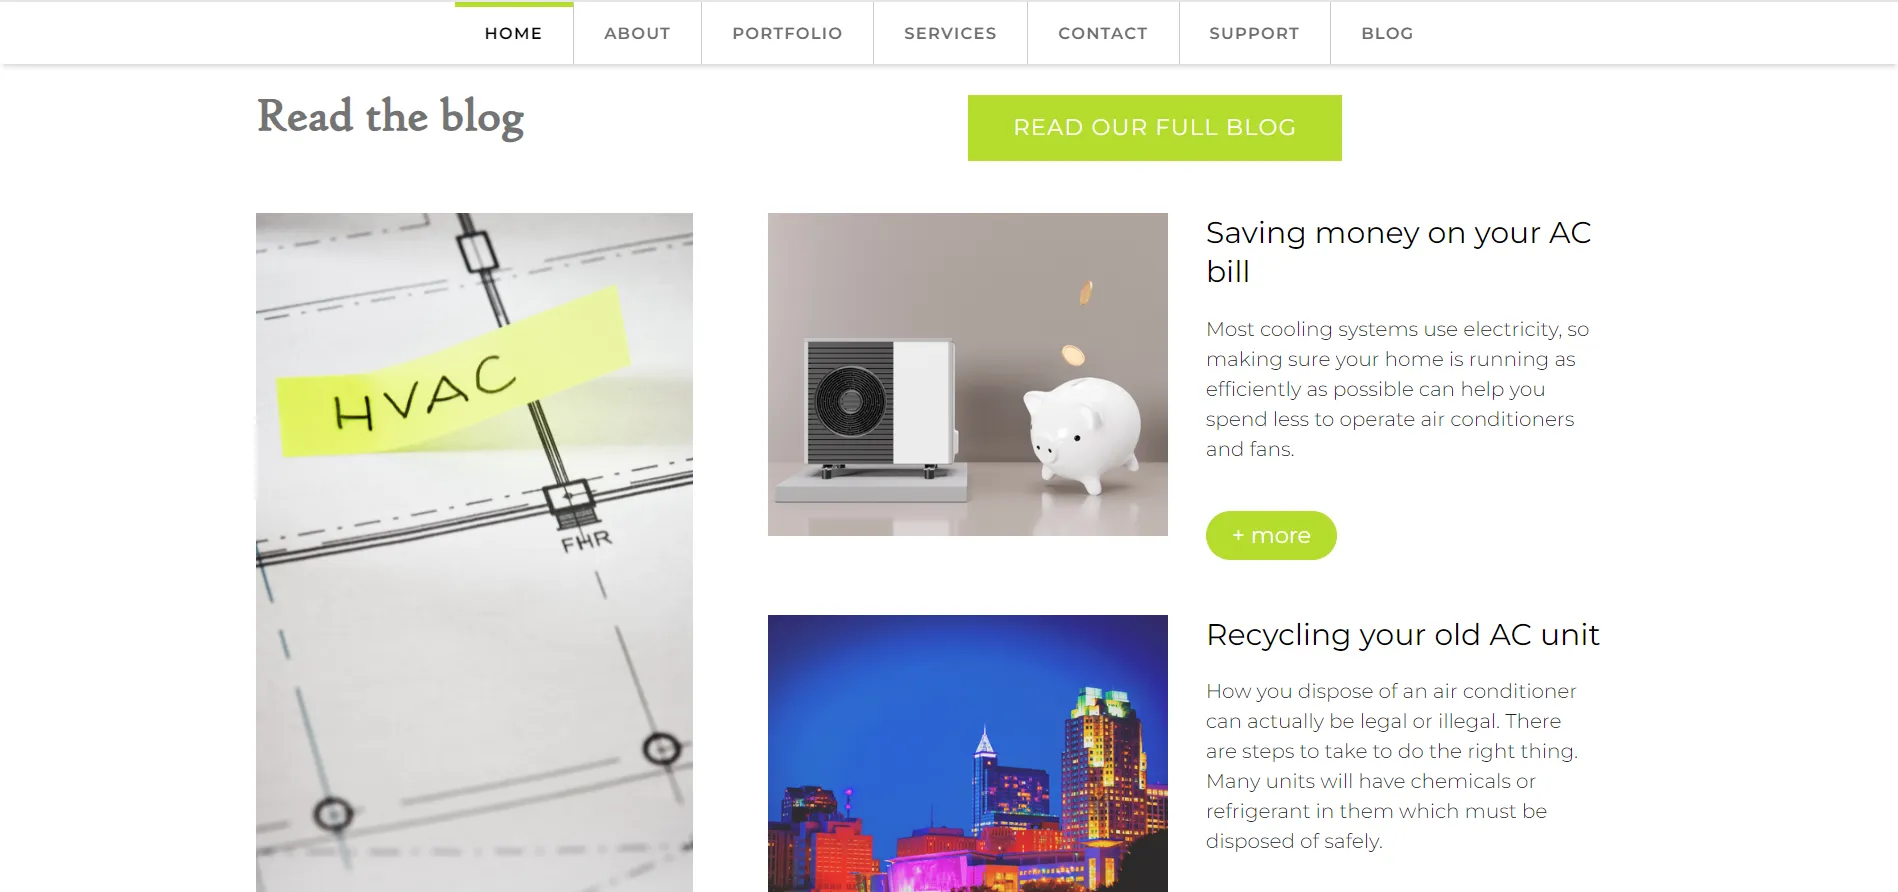 HOME ABOUT PORTFOLIO SERVICES CONTACT SUPPORT BLOG
Read the blog
READ OUR FULL BLOG
HVAC
FHR
Saving money on your AC
bill
Most cooling systems use electricity, so
making sure your home is running as
efficiently as possible can help you
spend less to operate air conditioners
and fans.
+ more
Recycling your old AC unit
How you dispose of an air conditioner
can actually be legal or illegal. There
are steps to take to do the right thing.
Many units will have chemicals or
refrigerant in them which must be
disposed of safely.